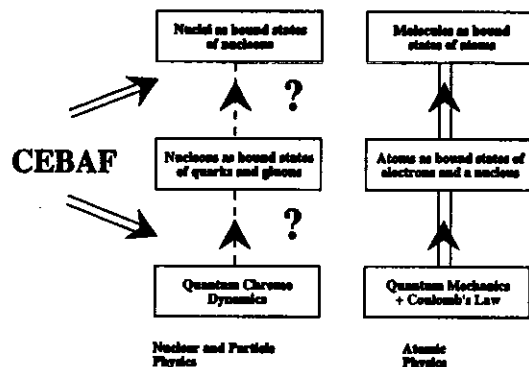 Nuclei as bound states
of nucleons
Molecules as bound
states of atoms
?
CEBAF
Nucleons as bound states
of quarks and gluons
Atoms as bound states of
electrons and a nucleus
?
Quantum Chromo
Dynamics
Quantum Mechanics
+ Coulomb's Law
Nuclear and Particle
Physics
Atomic
Physics